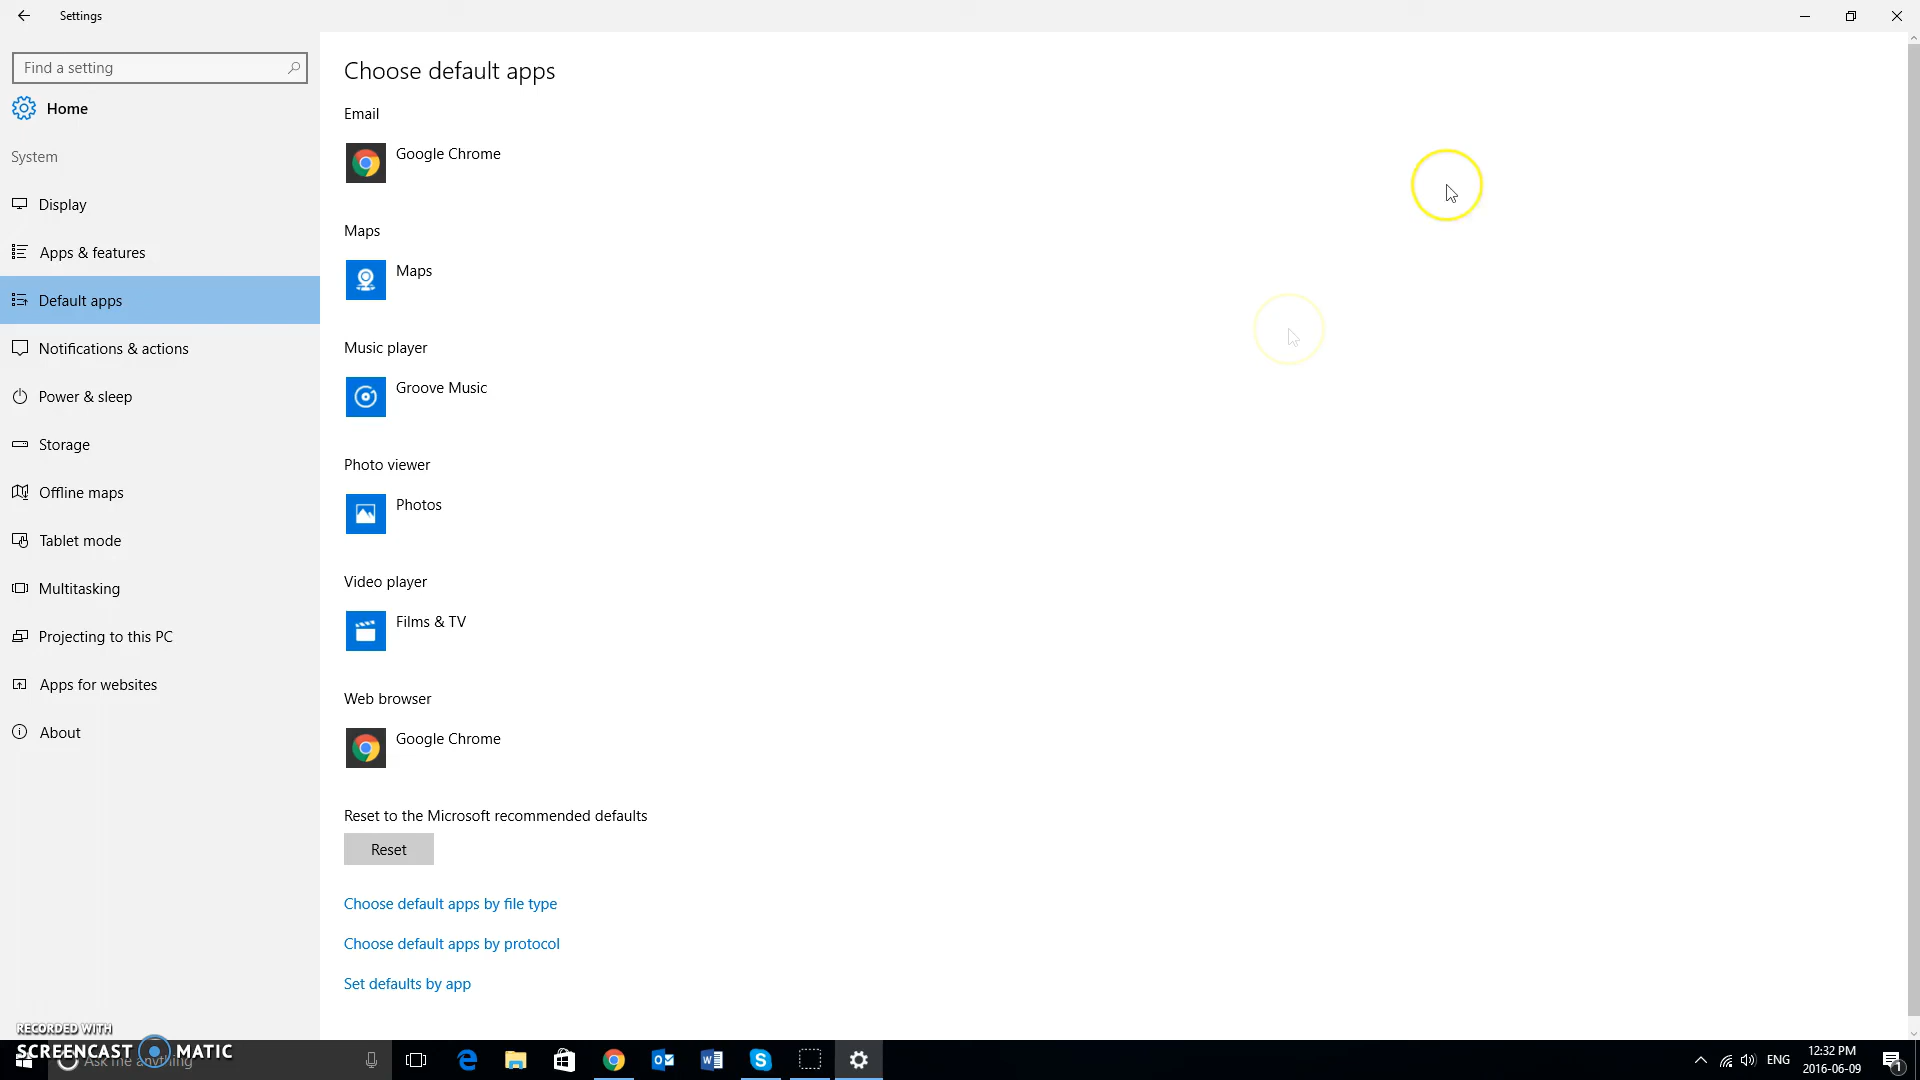 Settings
Find a setting
Home
System
Display
Apps & features
Default apps
Notifications & actions
Power & sleep
Storage
Offline maps
Tablet mode
Multitasking
Projecting to this PC
Apps for websites
About
Choose default apps
Email
Google Chrome
Maps
Maps
Music player
Groove Music
Photo viewer
Photos
Video player
Films & TV
Web browser
Google Chrome
Reset to the Microsoft recommended defaults
Reset
Choose default apps by file type
Choose default apps by protocol
Set defaults by app
RECORDED WITH
SCREENCAST MATIC
Ask me anything
ENG
12:32 PM
2016-06-09
1